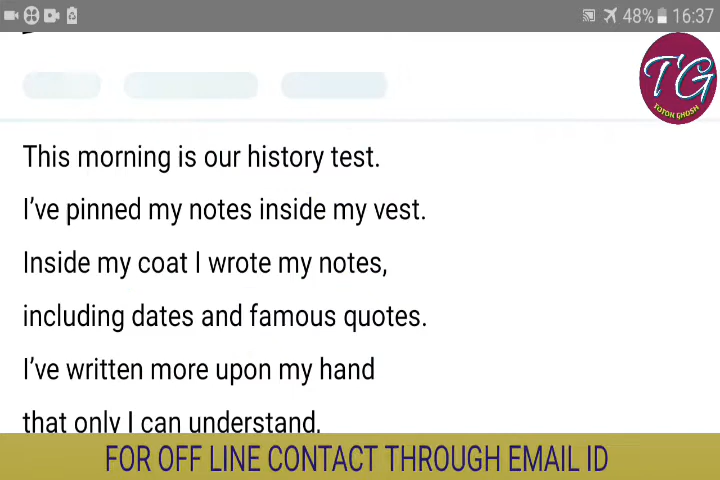 48% 16:37
TG
TOTON GHOSH
This morning is our history test.
I've pinned my notes inside my vest.
Inside my coat I wrote my notes,
including dates and famous quotes.
I've written more upon my hand
that only I can understand.
FOR OFF LINE CONTACT THROUGH EMAIL ID